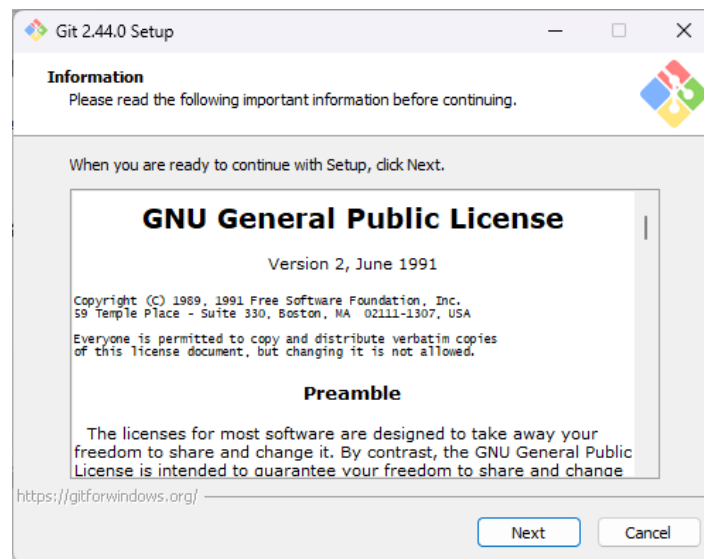 Git 2.44.0 Setup
Information
Please read the following important information before continuing.
When you are ready to continue with Setup, click Next.
GNU General Public License
Version 2, June 1991
Copyright (C) 1989, 1991 Free Software Foundation, Inc.
59 Temple Place - Suite 330, Boston, MA  02111-1307, USA
Everyone is permitted to copy and distribute verbatim copies
of this license document, but changing it is not allowed.
Preamble
The licenses for most software are designed to take away your
freedom to share and change it. By contrast, the GNU General Public
License is intended to guarantee your freedom to share and change
https://gitforwindows.org/
Next
Cancel